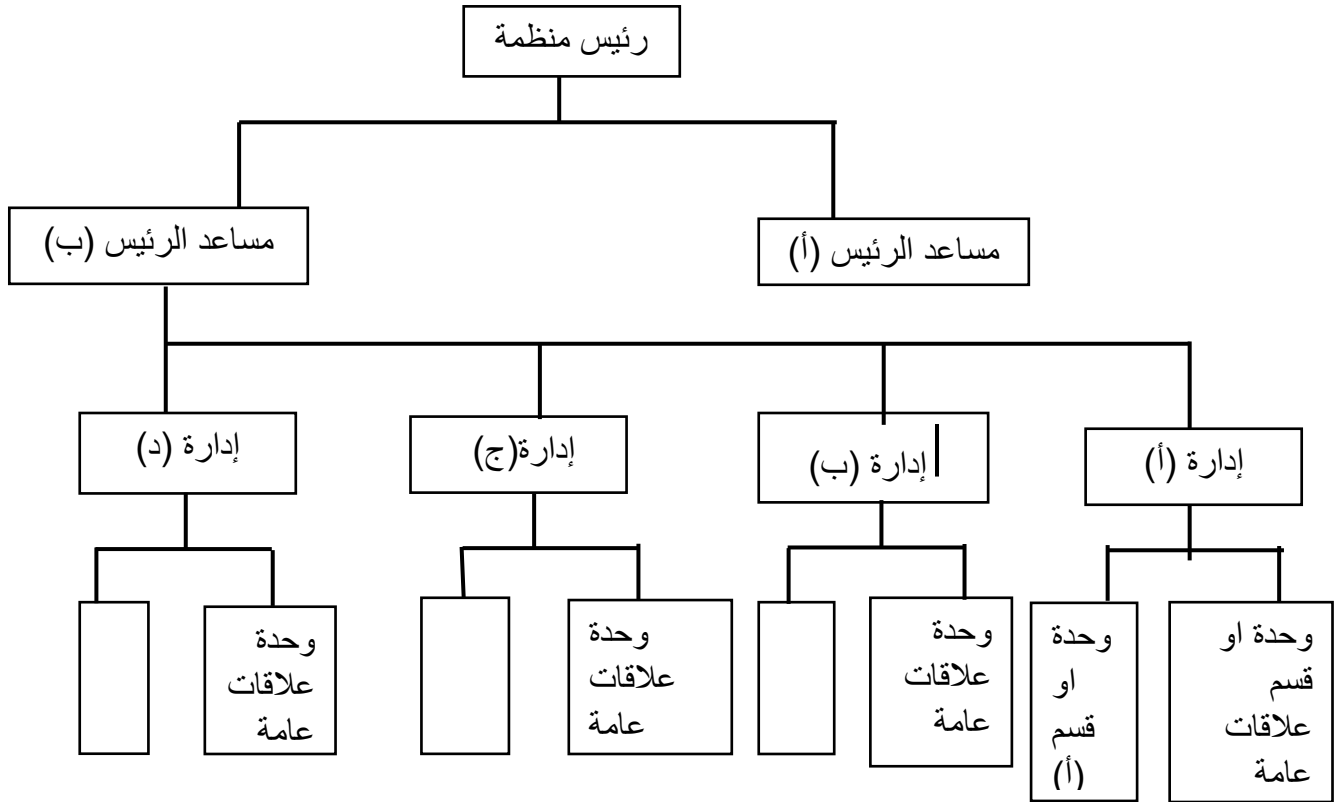 رئيس منظمة
مساعد الرئيس (أ)
مساعد الرئيس (ب)
إدارة (أ)
إدارة (ب)
إدارة(ج)
إدارة (د)
وحدة او
قسم
علاقات
عامة
وحدة
او
قسم
(أ)
وحدة
علاقات
عامة
وحدة
علاقات
عامة
وحدة
علاقات
عامة